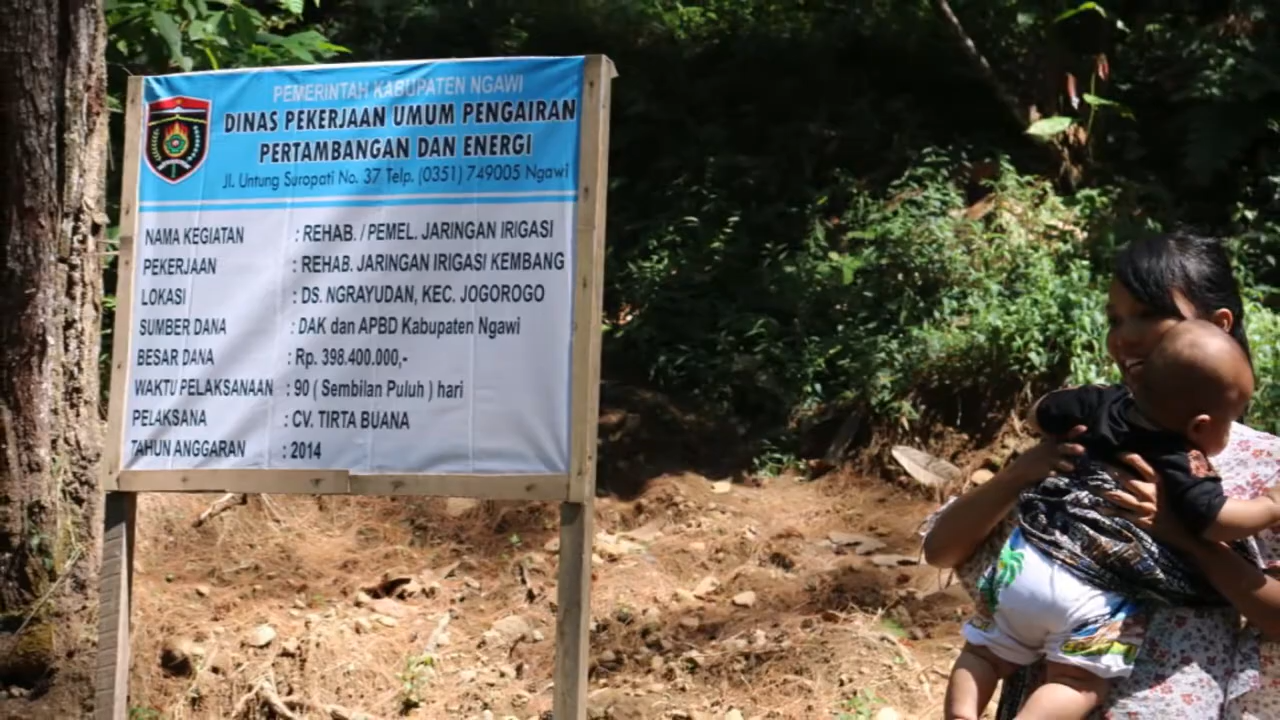 PEMERINTAH KABUPATEN NGAWI
DINAS PEKERJAAN UMUM PENGAIRAN
PERTAMBANGAN DAN ENERGI
Jl. Untung Suropati No. 37 Telp. (0351) 749005 Ngawi
NAMA KEGIATAN : REHAB. / PEMEL. JARINGAN IRIGASI
PEKERJAAN : REHAB. JARINGAN IRIGASI KEMBANG
LOKASI : DS. NGRAYUDAN, KEC. JOGOROGO
SUMBER DANA : DAK dan APBD Kabupaten Ngawi
BESAR DANA : Rp. 398.400.000,-
WAKTU PELAKSANAAN : 90 ( Sembilan Puluh ) hari
PELAKSANA : CV. TIRTA BUANA
TAHUN ANGGARAN : 2014